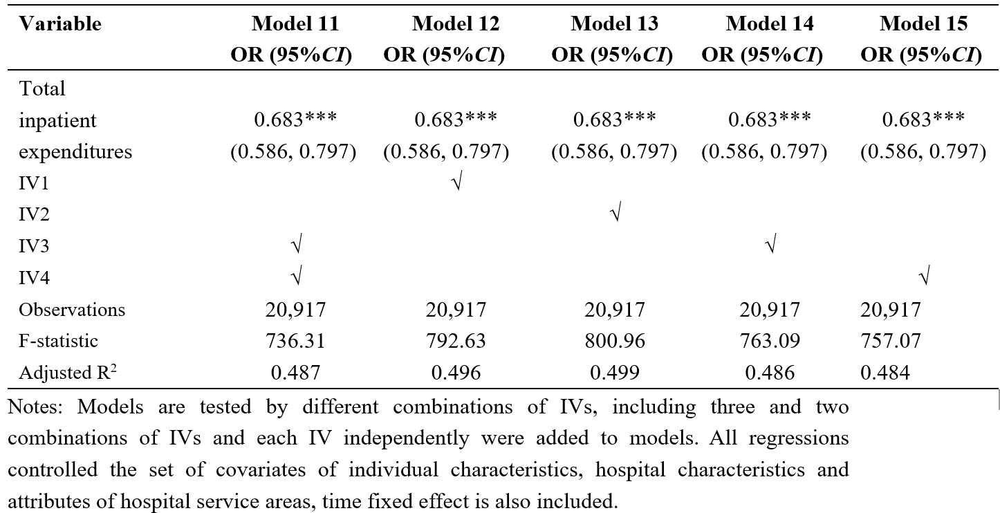 Variable Model 11 Model 12 Model 13 Model 14 Model 15
OR (95%CI) OR (95%CI) OR (95%CI) OR (95%CI) OR (95%CI)
Total
inpatient 0.683*** 0.683*** 0.683*** 0.683*** 0.683***
expenditures (0.586, 0.797) (0.586, 0.797) (0.586, 0.797) (0.586, 0.797) (0.586, 0.797)
IV1 √
IV2 √
IV3 √ √
IV4 √ √
Observations 20,917 20,917 20,917 20,917 20,917
F-statistic 736.31 792.63 800.96 763.09 757.07
Adjusted R² 0.487 0.496 0.499 0.486 0.484
Notes: Models are tested by different combinations of IVs, including three and two
combinations of IVs and each IV independently were added to models. All regressions
controlled the set of covariates of individual characteristics, hospital characteristics and
attributes of hospital service areas, time fixed effect is also included.